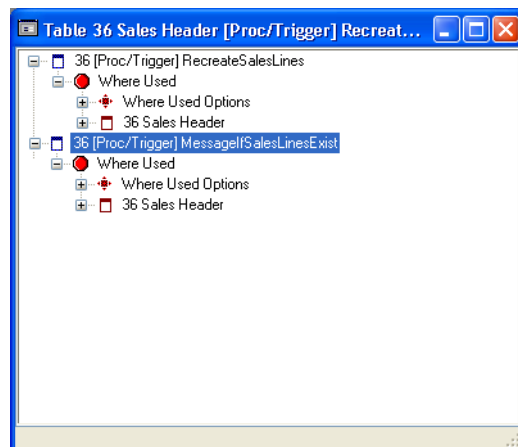 Table 36 Sales Header [Proc/Trigger] Recreat...
36 [Proc/Trigger] RecreateSalesLines
Where Used
Where Used Options
36 Sales Header
36 [Proc/Trigger] MessageIfSalesLinesExist
Where Used
Where Used Options
36 Sales Header